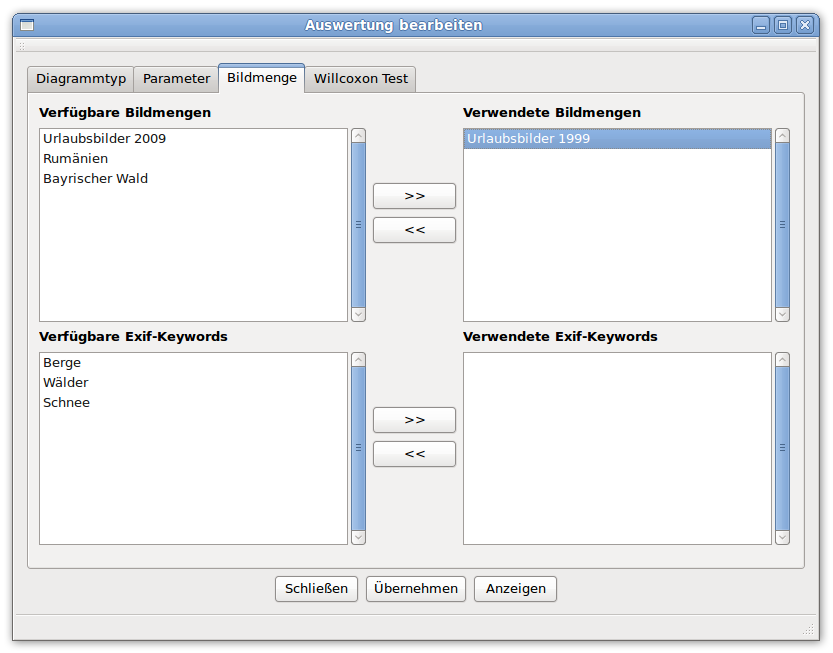 Auswertung bearbeiten
Diagrammtyp Parameter Bildmenge Willcoxon Test
Verfügbare Bildmengen
Urlaubsbilder 2009
Rumänien
Bayrischer Wald
>>
<<
Verwendete Bildmengen
Urlaubsbilder 1999
Verfügbare Exif-Keywords
Berge
Wälder
Schnee
>>
<<
Verwendete Exif-Keywords
Schließen Übernehmen Anzeigen